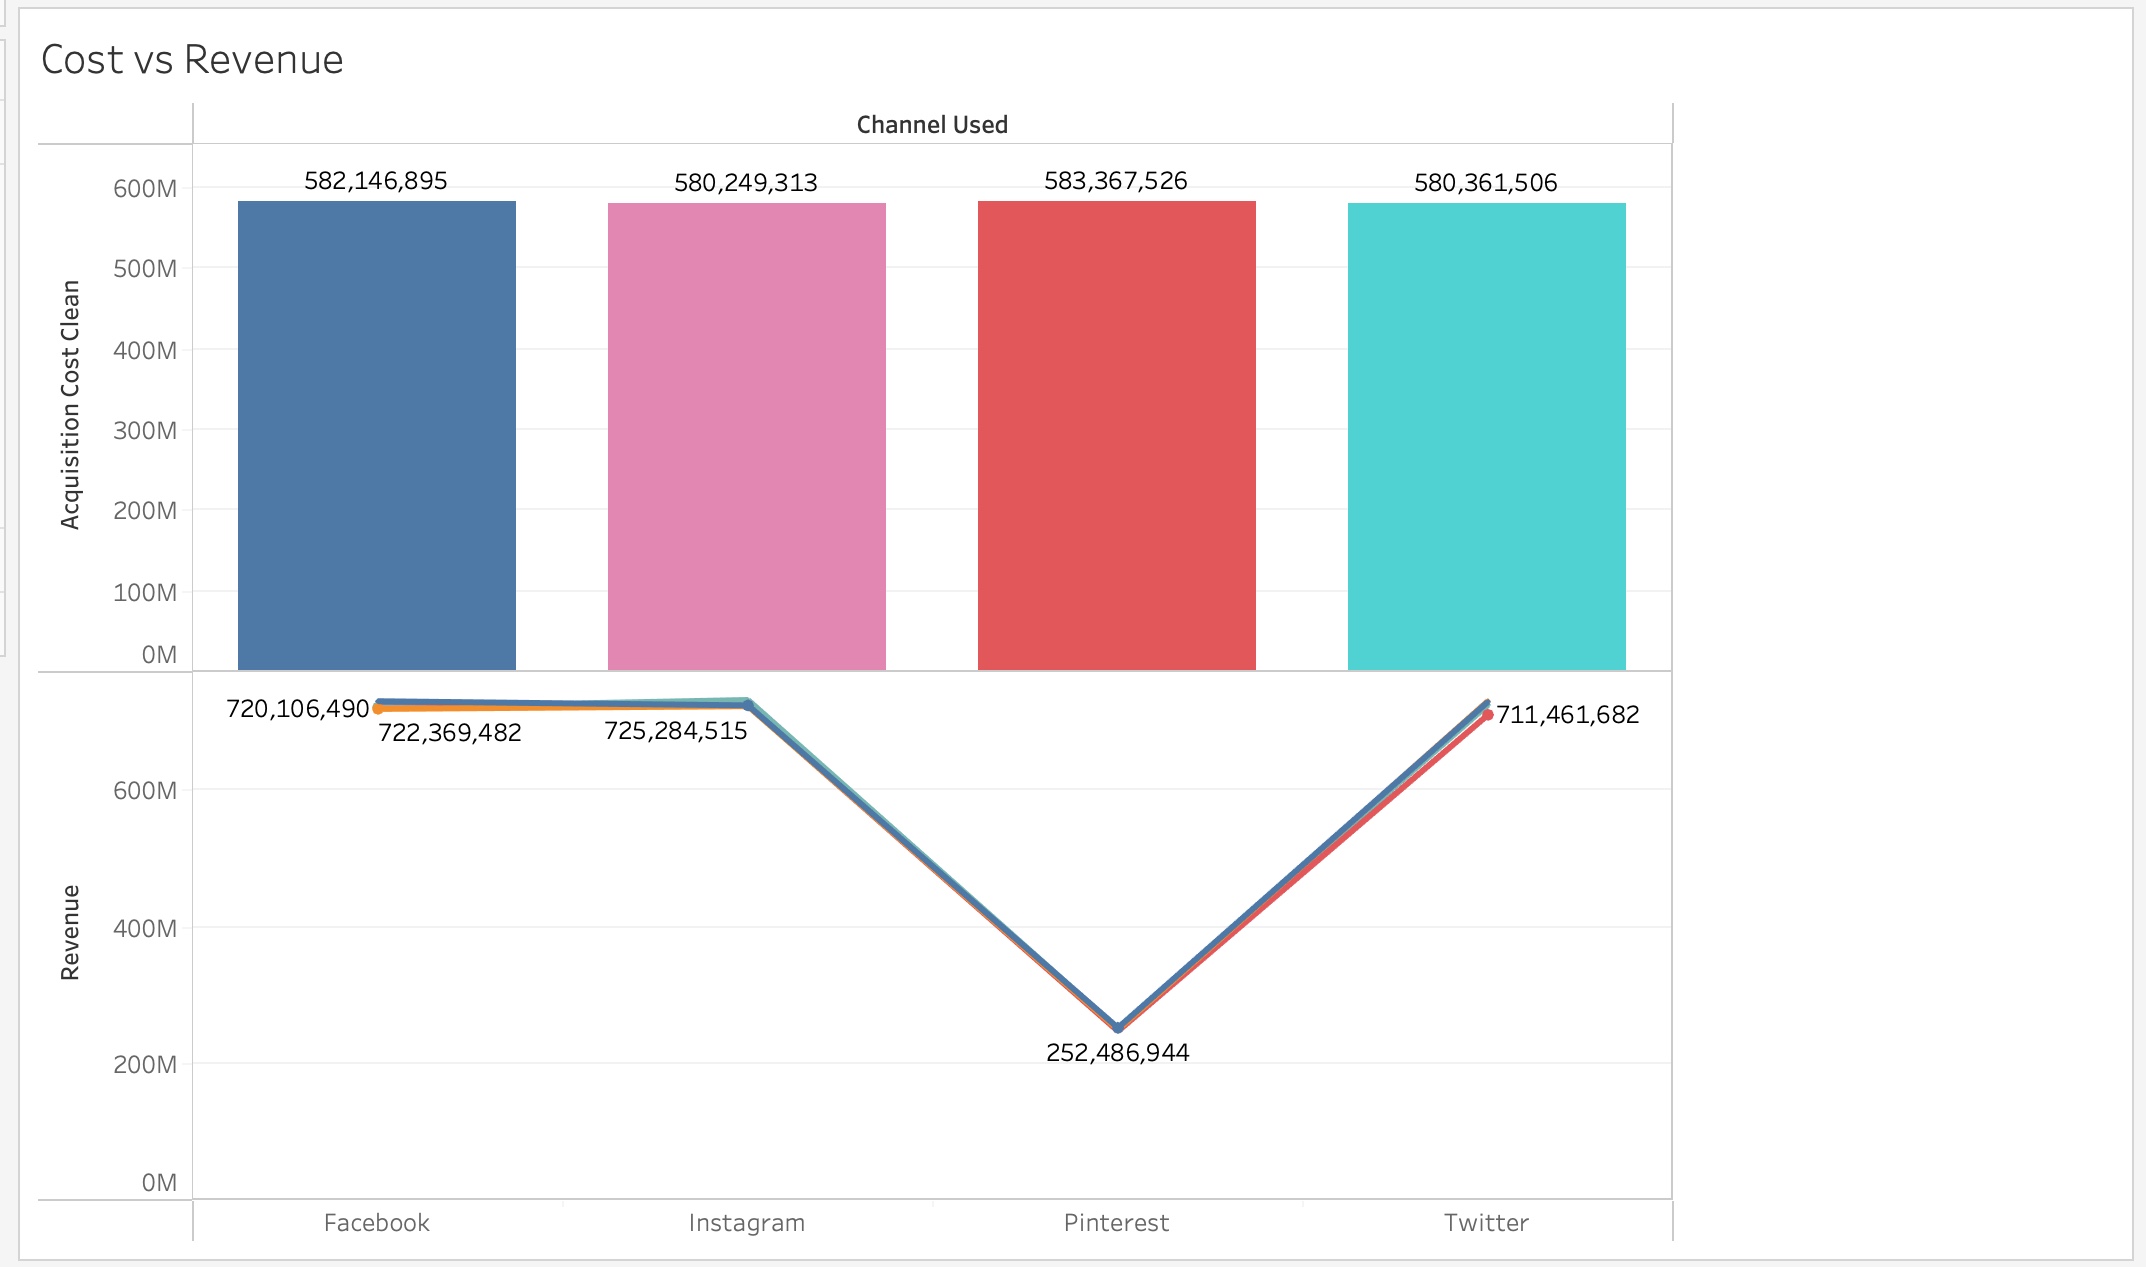 Cost vs Revenue
Channel Used
Acquisition Cost Clean
600M
500M
400M
300M
200M
100M
0M
582,146,895
580,249,313
583,367,526
580,361,506
Revenue
600M
400M
200M
0M
720,106,490
722,369,482
725,284,515
252,486,944
711,461,682
Facebook
Instagram
Pinterest
Twitter